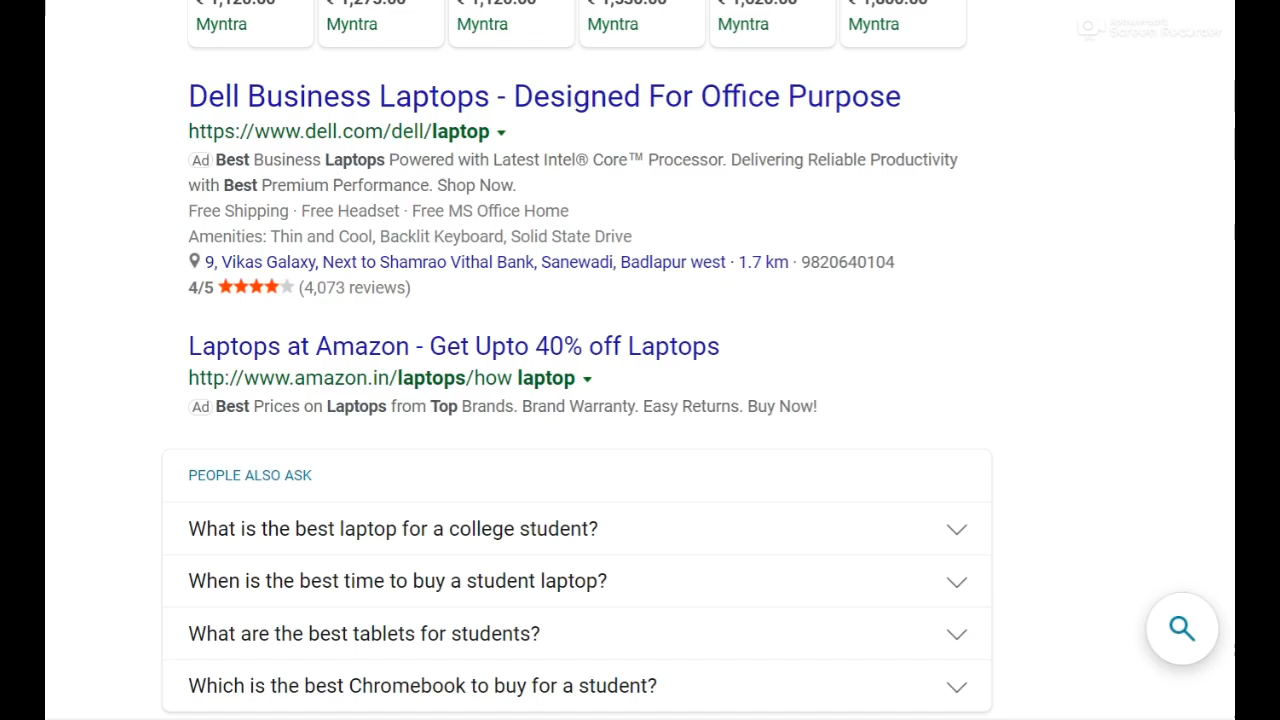 Myntra Myntra Myntra Myntra Myntra Myntra
Screen Recorder
Dell Business Laptops - Designed For Office Purpose
https://www.dell.com/dell/laptop
Ad Best Business Laptops Powered with Latest Intel® Core™ Processor. Delivering Reliable Productivity
with Best Premium Performance. Shop Now.
Free Shipping · Free Headset · Free MS Office Home
Amenities: Thin and Cool, Backlit Keyboard, Solid State Drive
9, Vikas Galaxy, Next to Shamrao Vithal Bank, Sanewadi, Badlapur west · 1.7 km · 9820640104
4/5 (4,073 reviews)
Laptops at Amazon - Get Upto 40% off Laptops
http://www.amazon.in/laptops/how laptop
Ad Best Prices on Laptops from Top Brands. Brand Warranty. Easy Returns. Buy Now!
PEOPLE ALSO ASK
What is the best laptop for a college student?
When is the best time to buy a student laptop?
What are the best tablets for students?
Which is the best Chromebook to buy for a student?